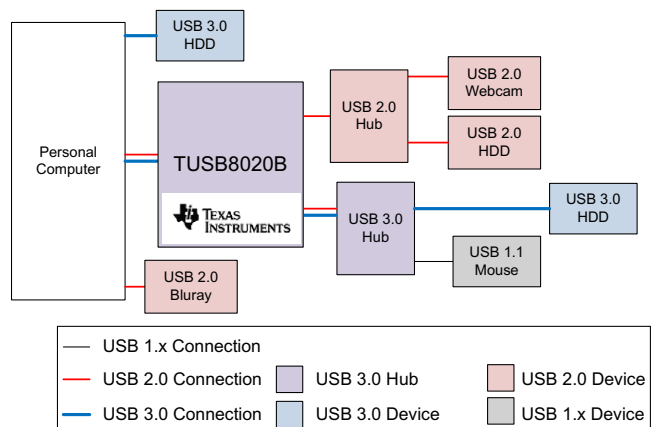 USB 3.0
HDD
Personal
Computer
TUSB8020B
TEXAS
INSTRUMENTS
USB 2.0
Hub
USB 2.0
Webcam
USB 2.0
HDD
USB 3.0
Hub
USB 3.0
HDD
USB 1.1
Mouse
USB 2.0
Bluray
USB 1.x Connection
USB 2.0 Connection
USB 3.0 Hub
USB 2.0 Device
USB 3.0 Connection
USB 3.0 Device
USB 1.x Device